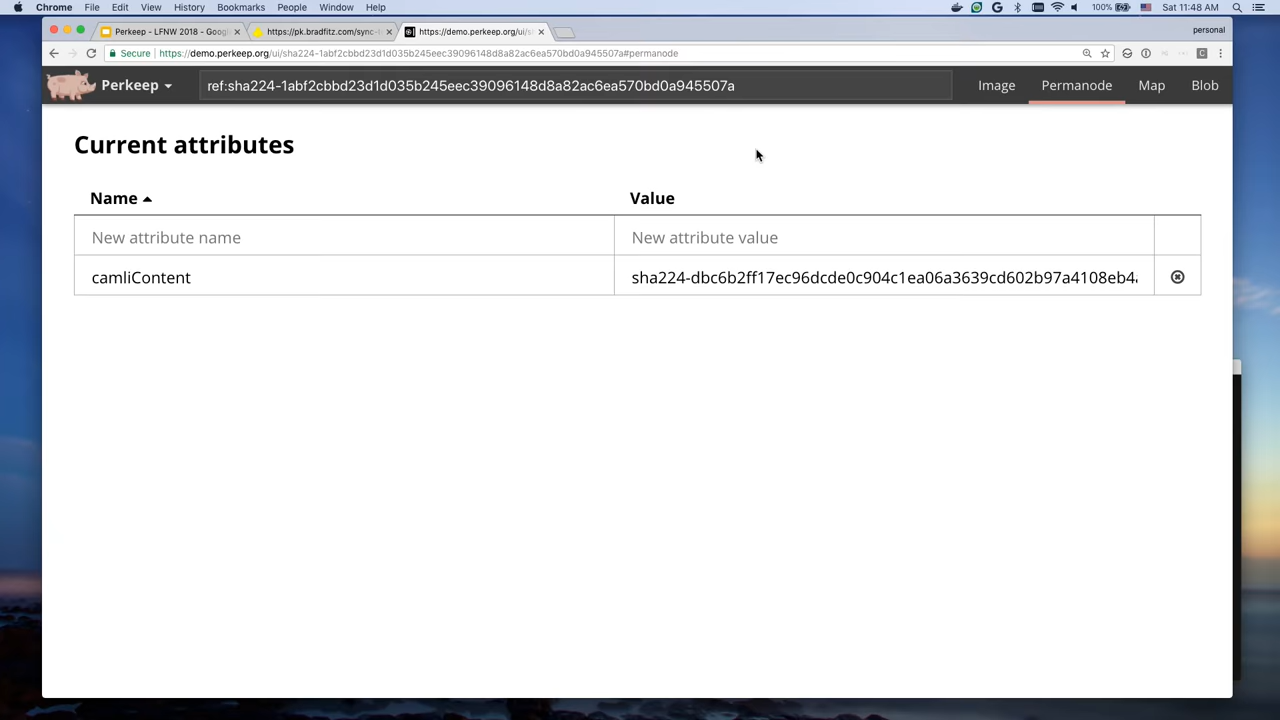 Chrome File Edit View History Bookmarks People Window Help 100% Sat 11:48 AM
Perkeep - LFNW 2018 - Goog https://pk.bradfitz.com/sync- https://demo.perkeep.org/ui/s personal
Secure https://demo.perkeep.org/ui/sha224-1abf2cbbd23d1d035b245eec39096148d8a82ac6ea570bd0a945507a#permanode
Perkeep ref:sha224-1abf2cbbd23d1d035b245eec39096148d8a82ac6ea570bd0a945507a Image Permanode Map Blob
Current attributes
Name Value
New attribute name New attribute value
camliContent sha224-dbc6b2ff17ec96dcde0c904c1ea06a3639cd602b97a4108eb4